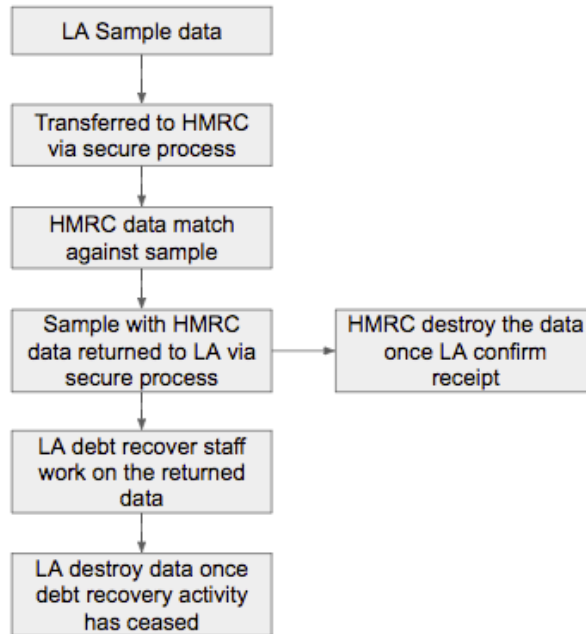 LA Sample data
Transferred to HMRC
via secure process
HMRC data match
against sample
Sample with HMRC
data returned to LA via
secure process
HMRC destroy the data
once LA confirm
receipt
LA debt recover staff
work on the returned
data
LA destroy data once
debt recovery activity
has ceased